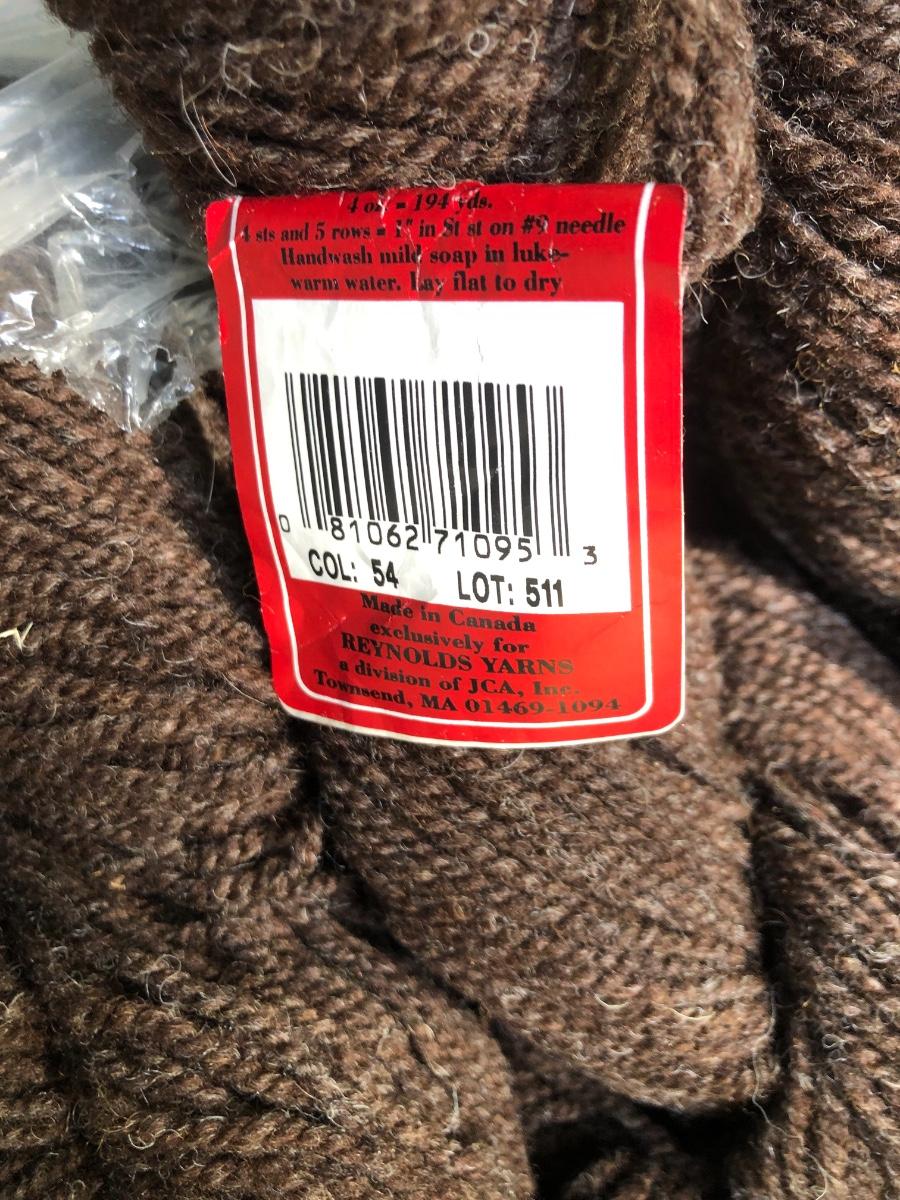 4 oz = 194 yds.
4 sts and 5 rows = 1" in St st on #9 needle
Handwash mild soap in luke-
warm water. Lay flat to dry
0 81062 71095 3
COL: 54 LOT: 511
Made in Canada
exclusively for
REYNOLDS YARNS
a division of JCA, Inc.
Townsend, MA 01469-1094